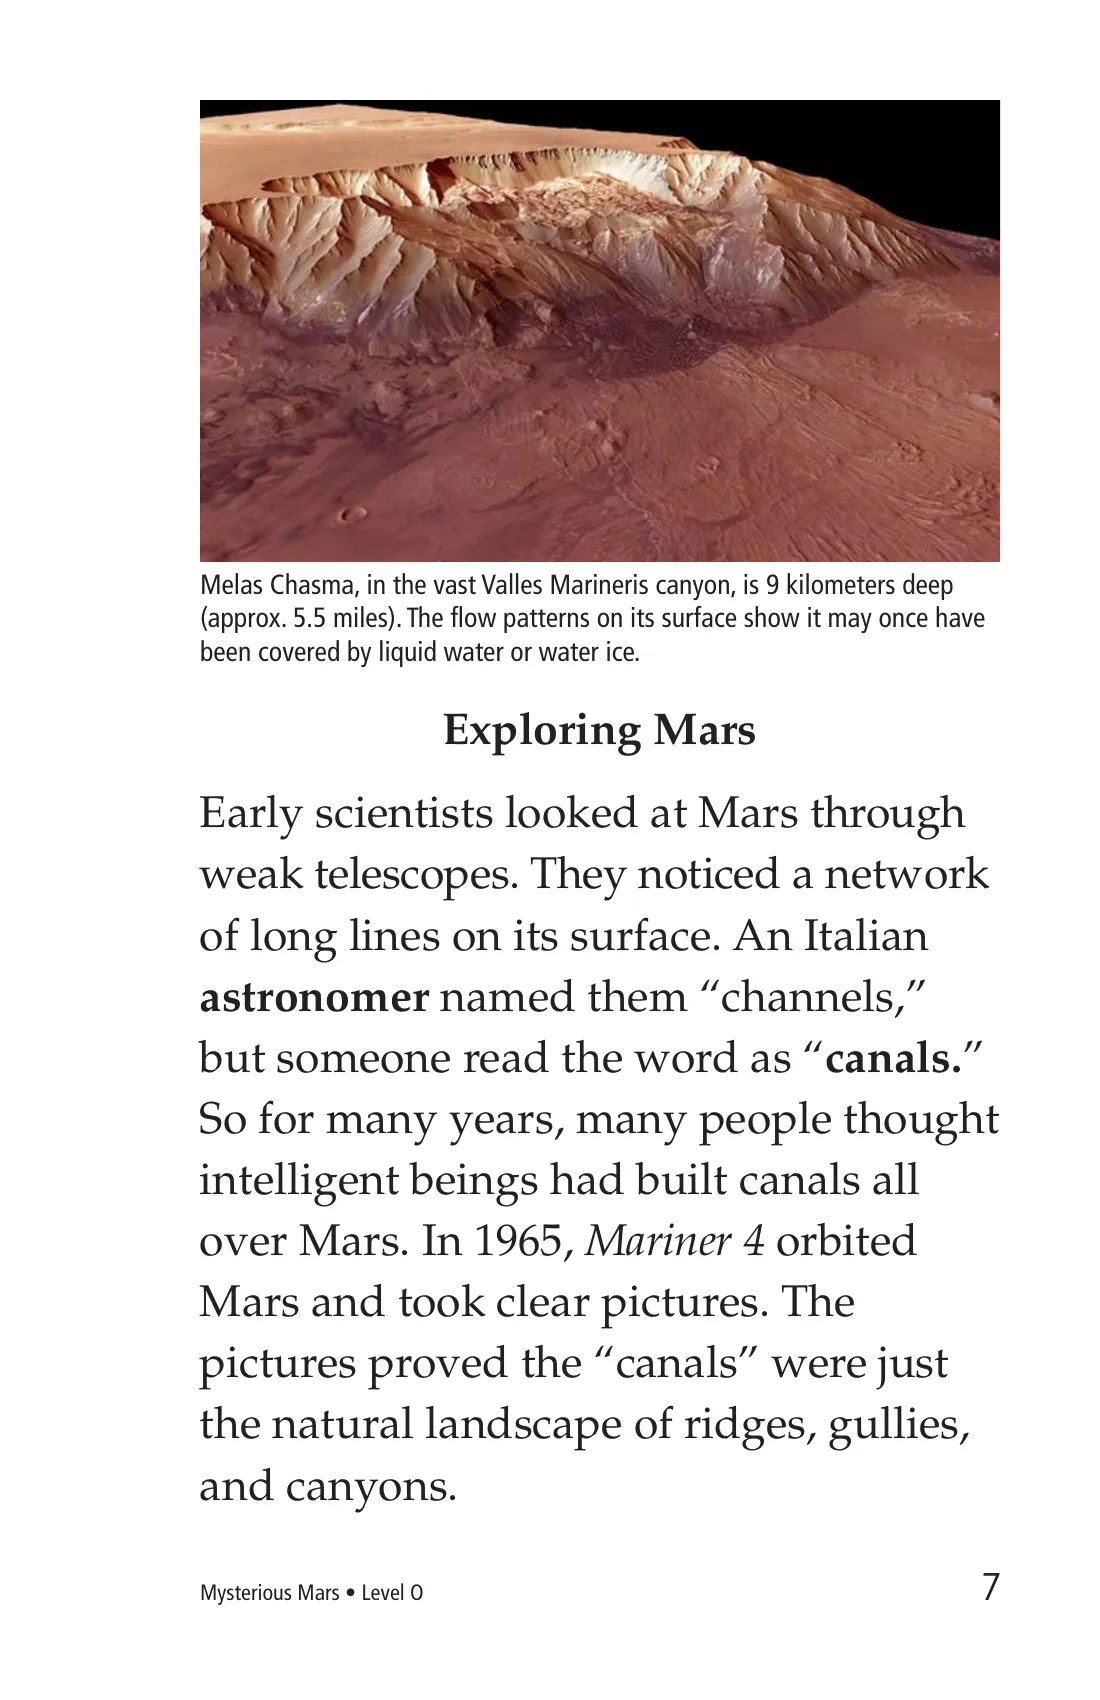 Melas Chasma, in the vast Valles Marineris canyon, is 9 kilometers deep
(approx. 5.5 miles). The flow patterns on its surface show it may once have
been covered by liquid water or water ice.
Exploring Mars
Early scientists looked at Mars through
weak telescopes. They noticed a network
of long lines on its surface. An Italian
astronomer named them “channels,”
but someone read the word as “canals.”
So for many years, many people thought
intelligent beings had built canals all
over Mars. In 1965, Mariner 4 orbited
Mars and took clear pictures. The
pictures proved the “canals” were just
the natural landscape of ridges, gullies,
and canyons.
Mysterious Mars • Level O
7